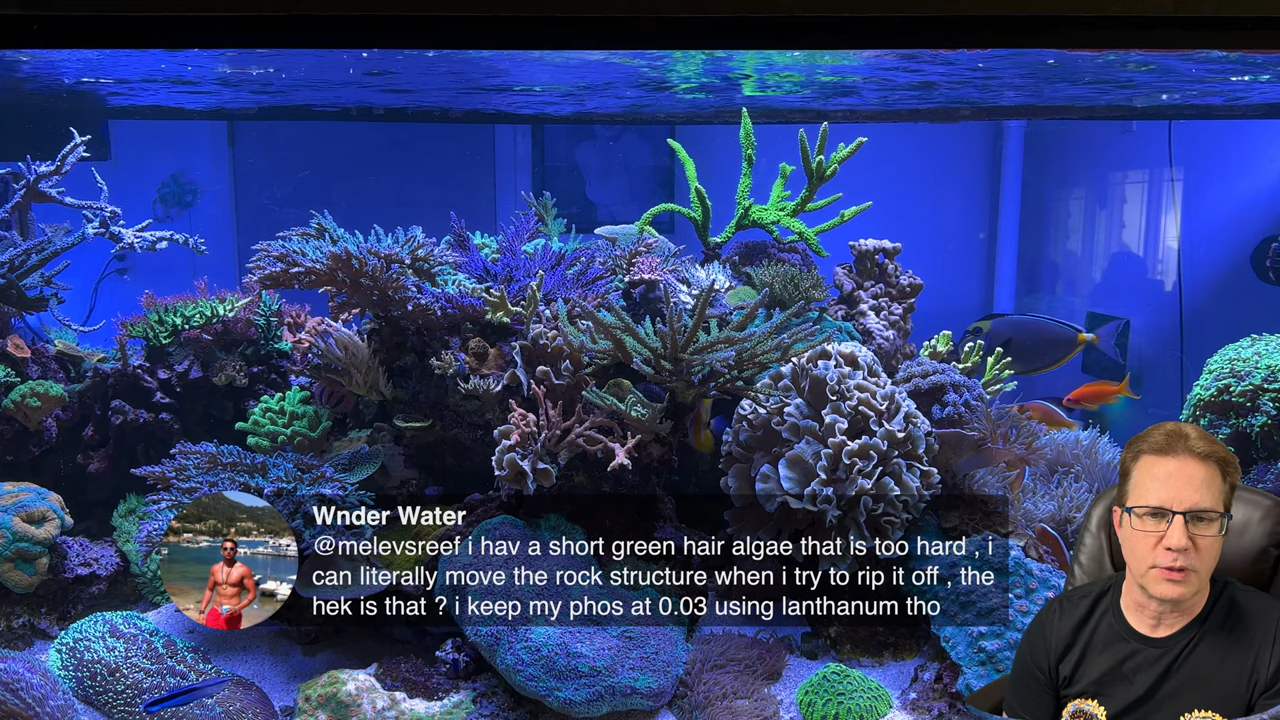 Wnder Water
@melevsreef i hav a short green hair algae that is too hard , i
can literally move the rock structure when i try to rip it off , the
hek is that ? i keep my phos at 0.03 using lanthanum tho